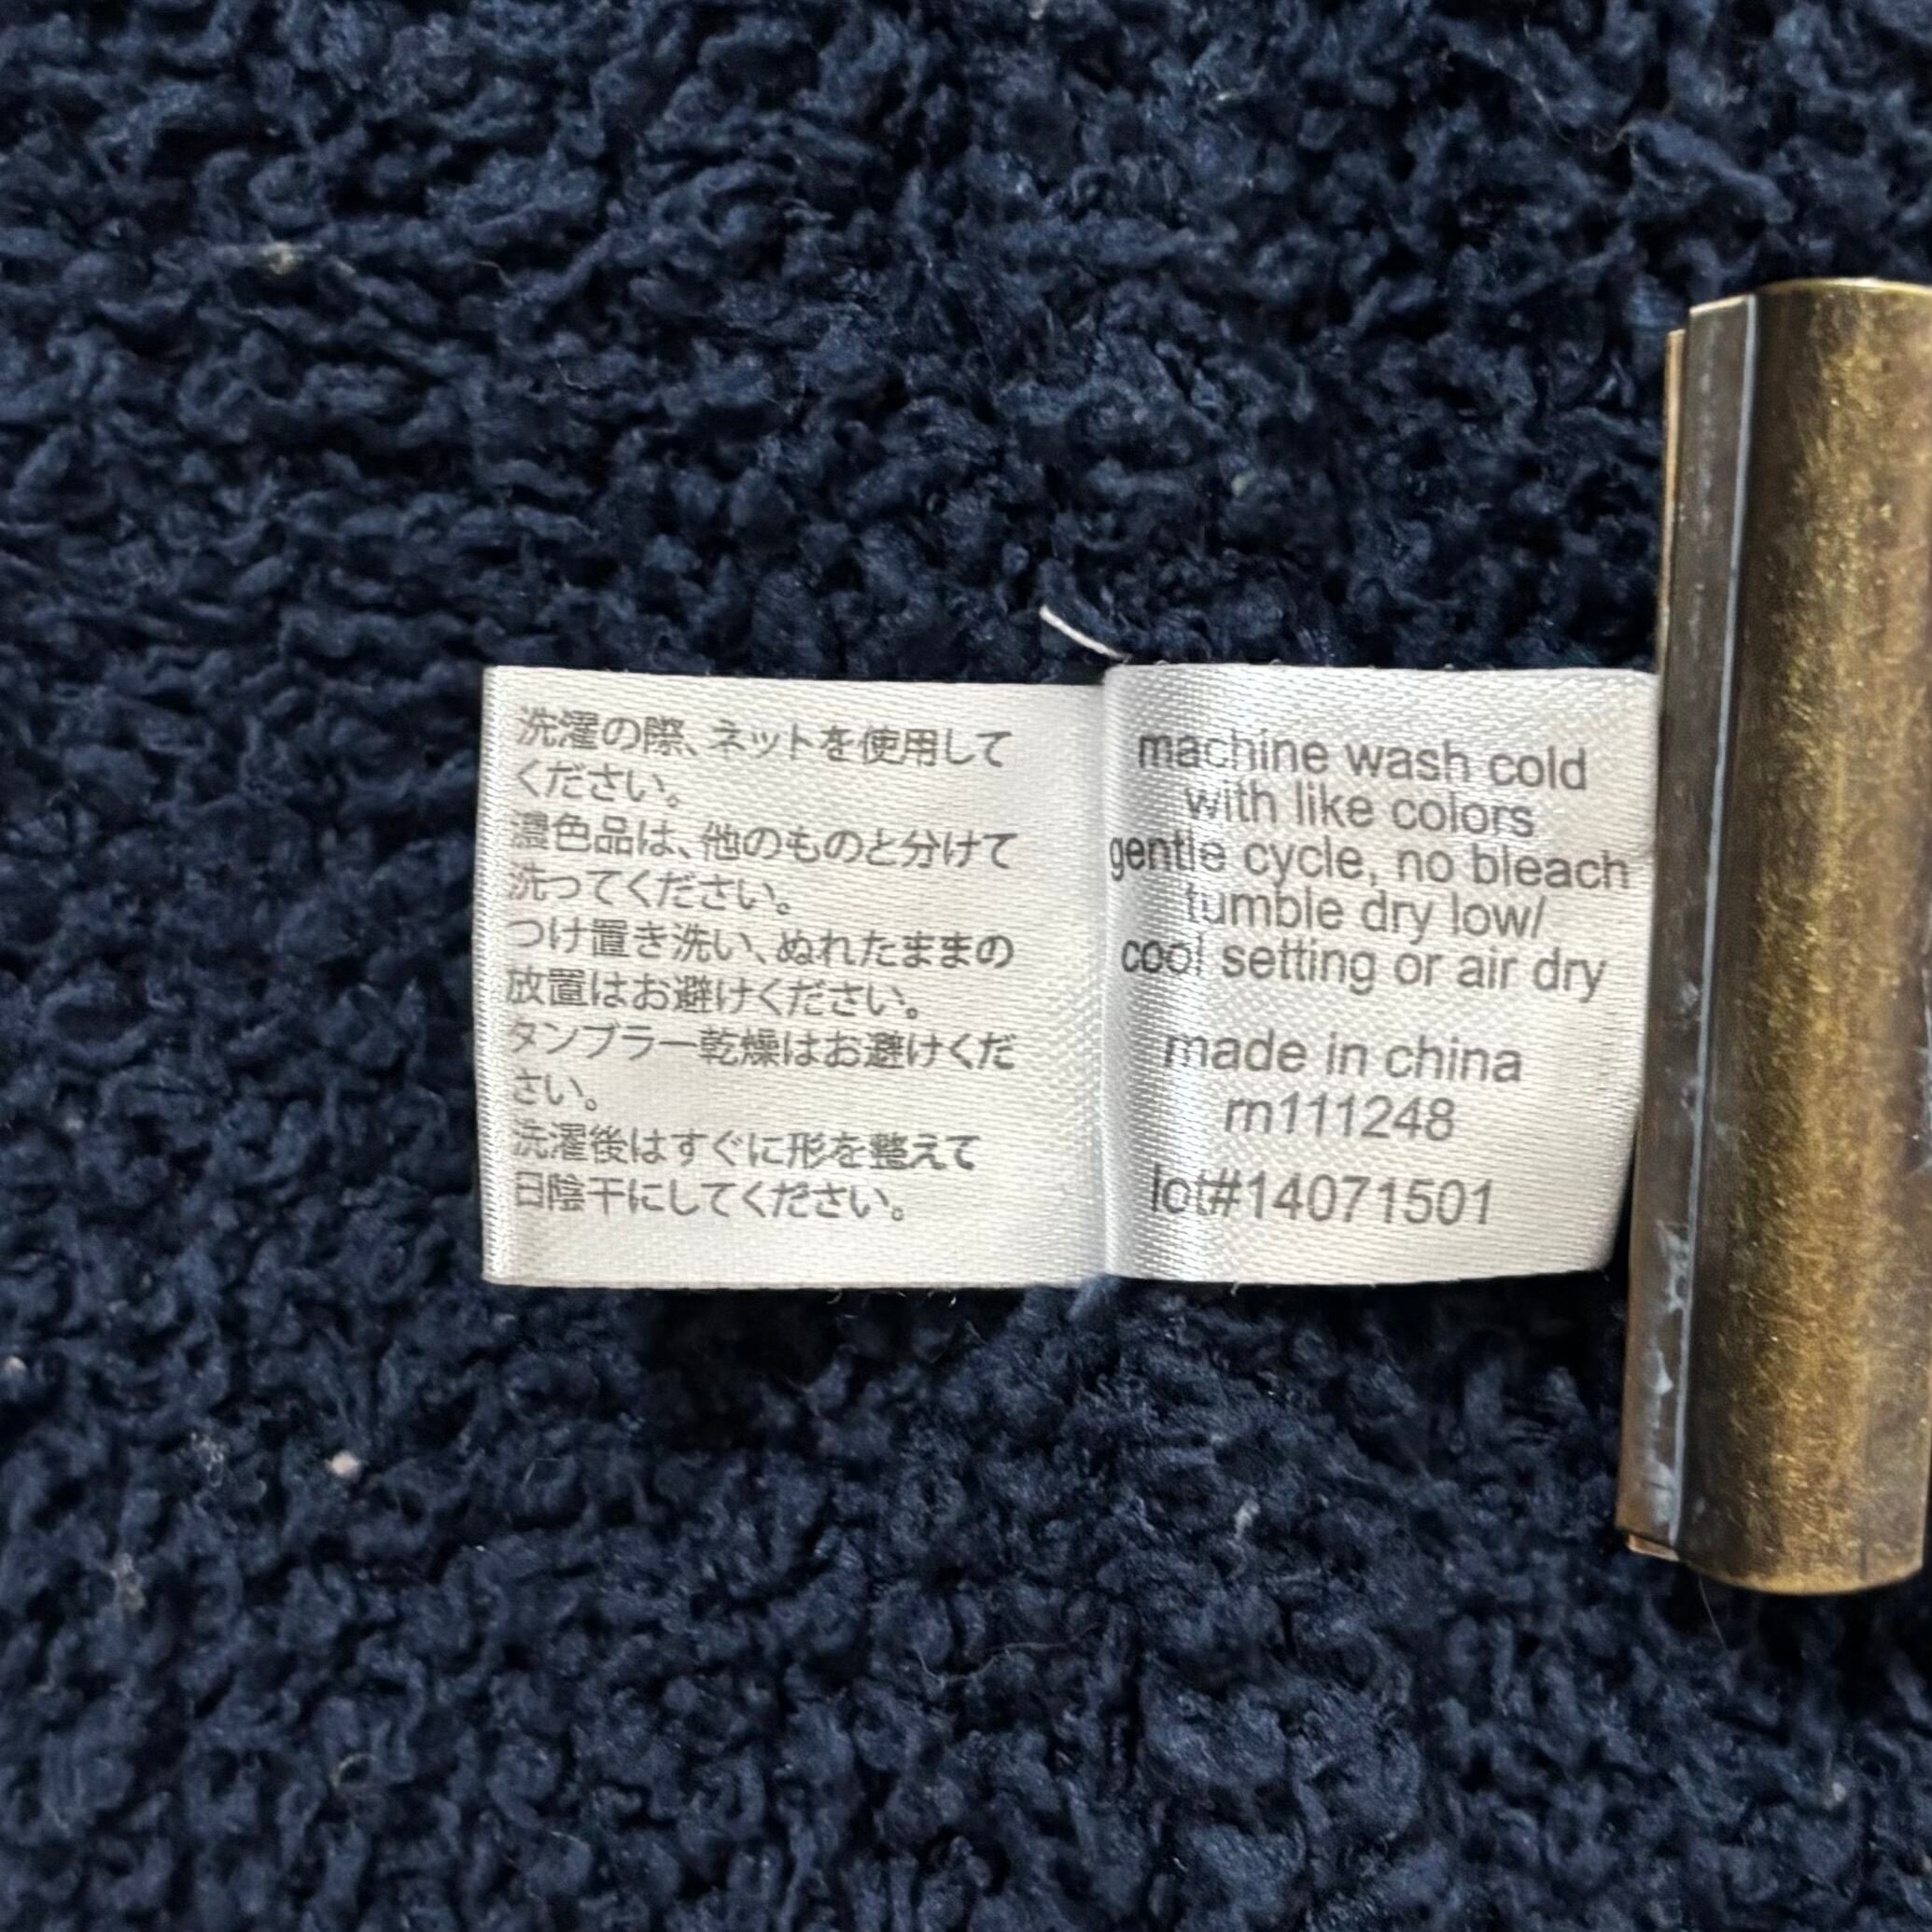 洗濯の際、ネットを使用して
ください。
濃色品は、他のものと分けて
洗ってください。
つけ置き洗い、ぬれたままの
放置はお避けください。
タンブラー乾燥はお避けくだ
さい。
洗濯後はすぐに形を整えて
日陰干にしてください。
machine wash cold
with like colors
gentle cycle, no bleach
tumble dry low/
cool setting or air dry
made in china
rn111248
lot#14071501